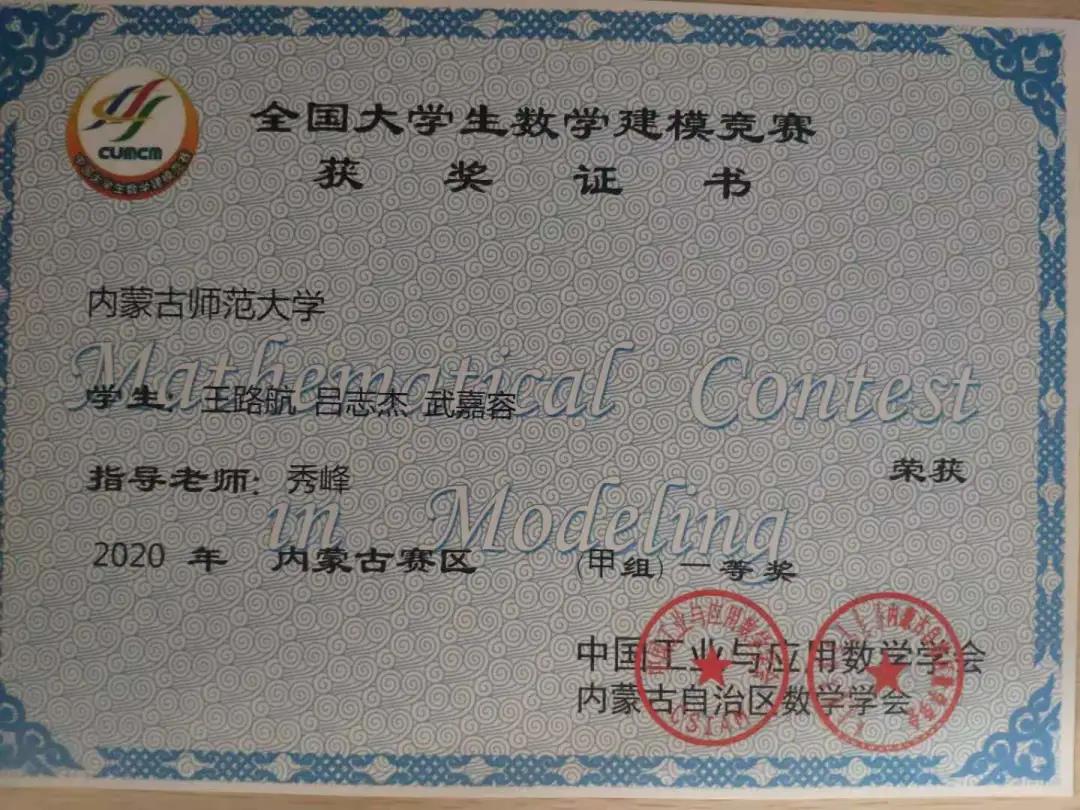 全国大学生数学建模竞赛
获奖证书
CUMCM
内蒙古师范大学
Mathematical Contest
学生：王路航 吕志杰 武嘉容
指导老师：秀峰
荣获
in Modeling
2020 年 内蒙古赛区 (甲组) 一等奖
中国工业与应用数学学会
内蒙古自治区数学学会
CSIAM